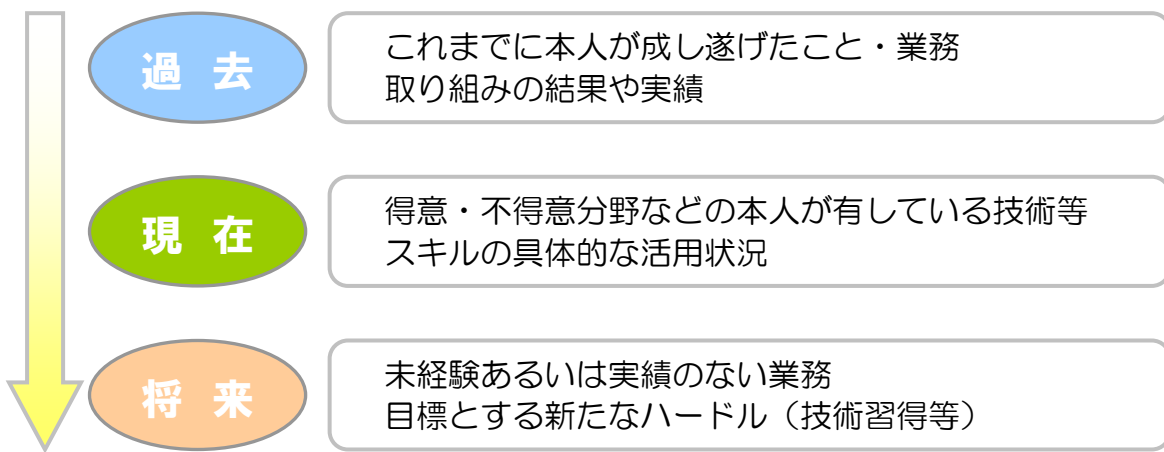 過 去
これまでに本人が成し遂げたこと・業務
取り組みの結果や実績
現 在
得意・不得意分野などの本人が有している技術等
スキルの具体的な活用状況
将 来
未経験あるいは実績のない業務
目標とする新たなハードル（技術習得等）